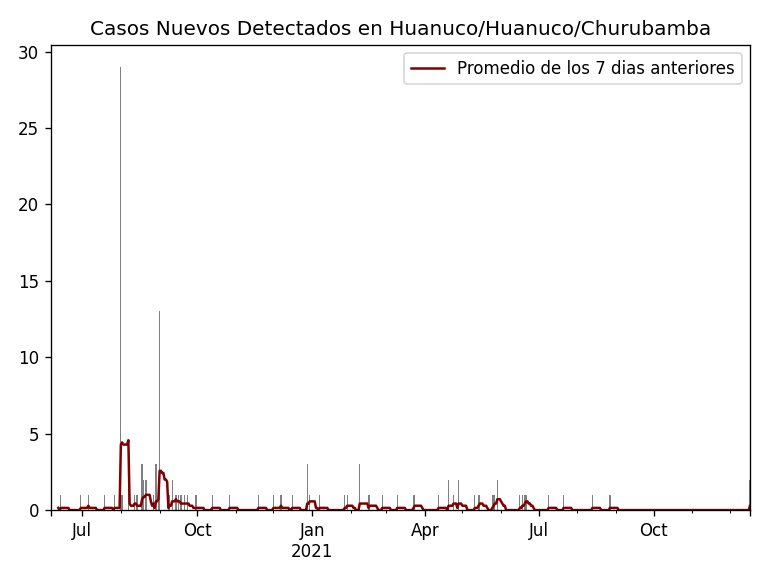 Casos Nuevos Detectados en Huanuco/Huanuco/Churubamba
Promedio de los 7 dias anteriores
30
25
20
15
10
5
0
Jul
Oct
Jan
2021
Apr
Jul
Oct